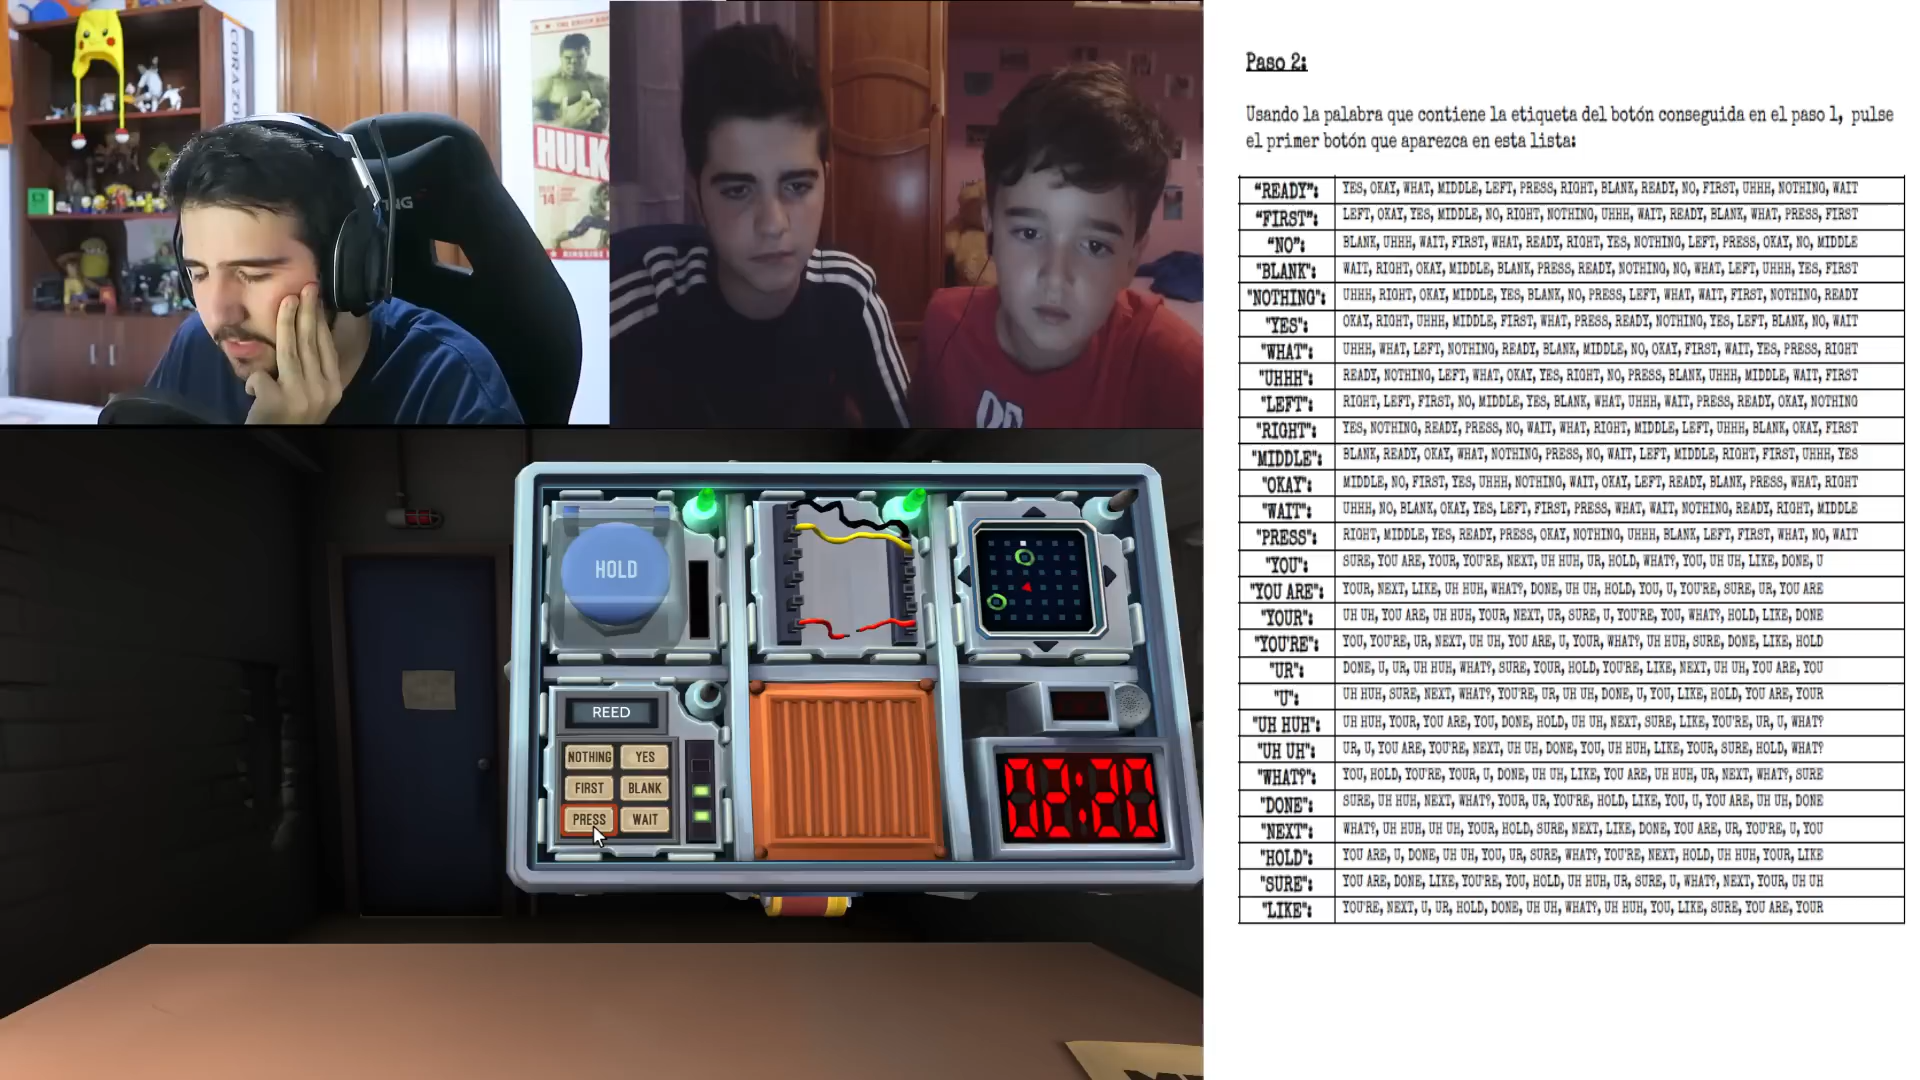 CORAZO
HULK
'14
HOLD
REED
NOTHING YES
FIRST BLANK
PRESS WAIT
02:20
Paso 2:
Usando la palabra que contiene la etiqueta del botón conseguida en el paso 1, pulse
el primer botón que aparezca en esta lista:
“READY”: YES, OKAY, WHAT, MIDDLE, LEFT, PRESS, RIGHT, BLANK, READY, NO, FIRST, UHHH, NOTHING, WAIT
“FIRST”: LEFT, OKAY, YES, MIDDLE, NO, RIGHT, NOTHING, UHHH, WAIT, READY, BLANK, WHAT, PRESS, FIRST
“NO”: BLANK, UHHH, WAIT, FIRST, WHAT, READY, RIGHT, YES, NOTHING, LEFT, PRESS, OKAY, NO, MIDDLE
"BLANK": WAIT, RIGHT, OKAY, MIDDLE, BLANK, PRESS, READY, NOTHING, NO, WHAT, LEFT, UHHH, YES, FIRST
"NOTHING": UHHH, RIGHT, OKAY, MIDDLE, YES, BLANK, NO, PRESS, LEFT, WHAT, WAIT, FIRST, NOTHING, READY
"YES": OKAY, RIGHT, UHHH, MIDDLE, FIRST, WHAT, PRESS, READY, NOTHING, YES, LEFT, BLANK, NO, WAIT
"WHAT": UHHH, WHAT, LEFT, NOTHING, READY, BLANK, MIDDLE, NO, OKAY, FIRST, WAIT, YES, PRESS, RIGHT
"UHHH": READY, NOTHING, LEFT, WHAT, OKAY, YES, RIGHT, NO, PRESS, BLANK, UHHH, MIDDLE, WAIT, FIRST
"LEFT": RIGHT, LEFT, FIRST, NO, MIDDLE, YES, BLANK, WHAT, UHHH, WAIT, PRESS, READY, OKAY, NOTHING
"RIGHT": YES, NOTHING, READY, PRESS, NO, WAIT, WHAT, RIGHT, MIDDLE, LEFT, UHHH, BLANK, OKAY, FIRST
"MIDDLE": BLANK, READY, OKAY, WHAT, NOTHING, PRESS, NO, WAIT, LEFT, MIDDLE, RIGHT, FIRST, UHHH, YES
"OKAY": MIDDLE, NO, FIRST, YES, UHHH, NOTHING, WAIT, OKAY, LEFT, READY, BLANK, PRESS, WHAT, RIGHT
"WAIT": UHHH, NO, BLANK, OKAY, YES, LEFT, FIRST, PRESS, WHAT, WAIT, NOTHING, READY, RIGHT, MIDDLE
"PRESS": RIGHT, MIDDLE, YES, READY, PRESS, OKAY, NOTHING, UHHH, BLANK, LEFT, FIRST, WHAT, NO, WAIT
"YOU": SURE, YOU ARE, YOUR, YOU'RE, NEXT, UH HUH, UR, HOLD, WHAT?, YOU, UH UH, LIKE, DONE, U
"YOU ARE": YOUR, NEXT, LIKE, UH HUH, WHAT?, DONE, UH UH, HOLD, YOU, U, YOU'RE, SURE, UR, YOU ARE
"YOUR": UH UH, YOU ARE, UH HUH, YOUR, NEXT, UR, SURE, U, YOU'RE, YOU, WHAT?, HOLD, LIKE, DONE
"YOU'RE": YOU, YOU'RE, UR, NEXT, UH UH, YOU ARE, U, YOUR, WHAT?, UH HUH, SURE, DONE, LIKE, HOLD
"UR": DONE, U, UR, UH HUH, WHAT?, SURE, YOUR, HOLD, YOU'RE, LIKE, NEXT, UH UH, YOU ARE, YOU
"U": UH HUH, SURE, NEXT, WHAT?, YOU'RE, UR, UH UH, DONE, U, YOU, LIKE, HOLD, YOU ARE, YOUR
"UH HUH": UH HUH, YOUR, YOU ARE, YOU, DONE, HOLD, UH UH, NEXT, SURE, LIKE, YOU'RE, UR, U, WHAT?
"UH UH": UR, U, YOU ARE, YOU'RE, NEXT, UH UH, DONE, YOU, UH HUH, LIKE, YOUR, SURE, HOLD, WHAT?
"WHAT?": YOU, HOLD, YOU'RE, YOUR, U, DONE, UH UH, LIKE, YOU ARE, UH HUH, UR, NEXT, WHAT?, SURE
"DONE": SURE, UH HUH, NEXT, WHAT?, YOUR, UR, YOU'RE, HOLD, LIKE, YOU, U, YOU ARE, UH UH, DONE
"NEXT": WHAT?, UH HUH, UH UH, YOUR, HOLD, SURE, NEXT, LIKE, DONE, YOU ARE, UR, YOU'RE, U, YOU
"HOLD": YOU ARE, U, DONE, UH UH, YOU, UR, SURE, WHAT?, YOU'RE, NEXT, HOLD, UH HUH, YOUR, LIKE
"SURE": YOU ARE, DONE, LIKE, YOU'RE, YOU, HOLD, UH HUH, UR, SURE, U, WHAT?, NEXT, YOUR, UH UH
"LIKE": YOU'RE, NEXT, U, UR, HOLD, DONE, UH UH, WHAT?, UH HUH, YOU, LIKE, SURE, YOU ARE, YOUR